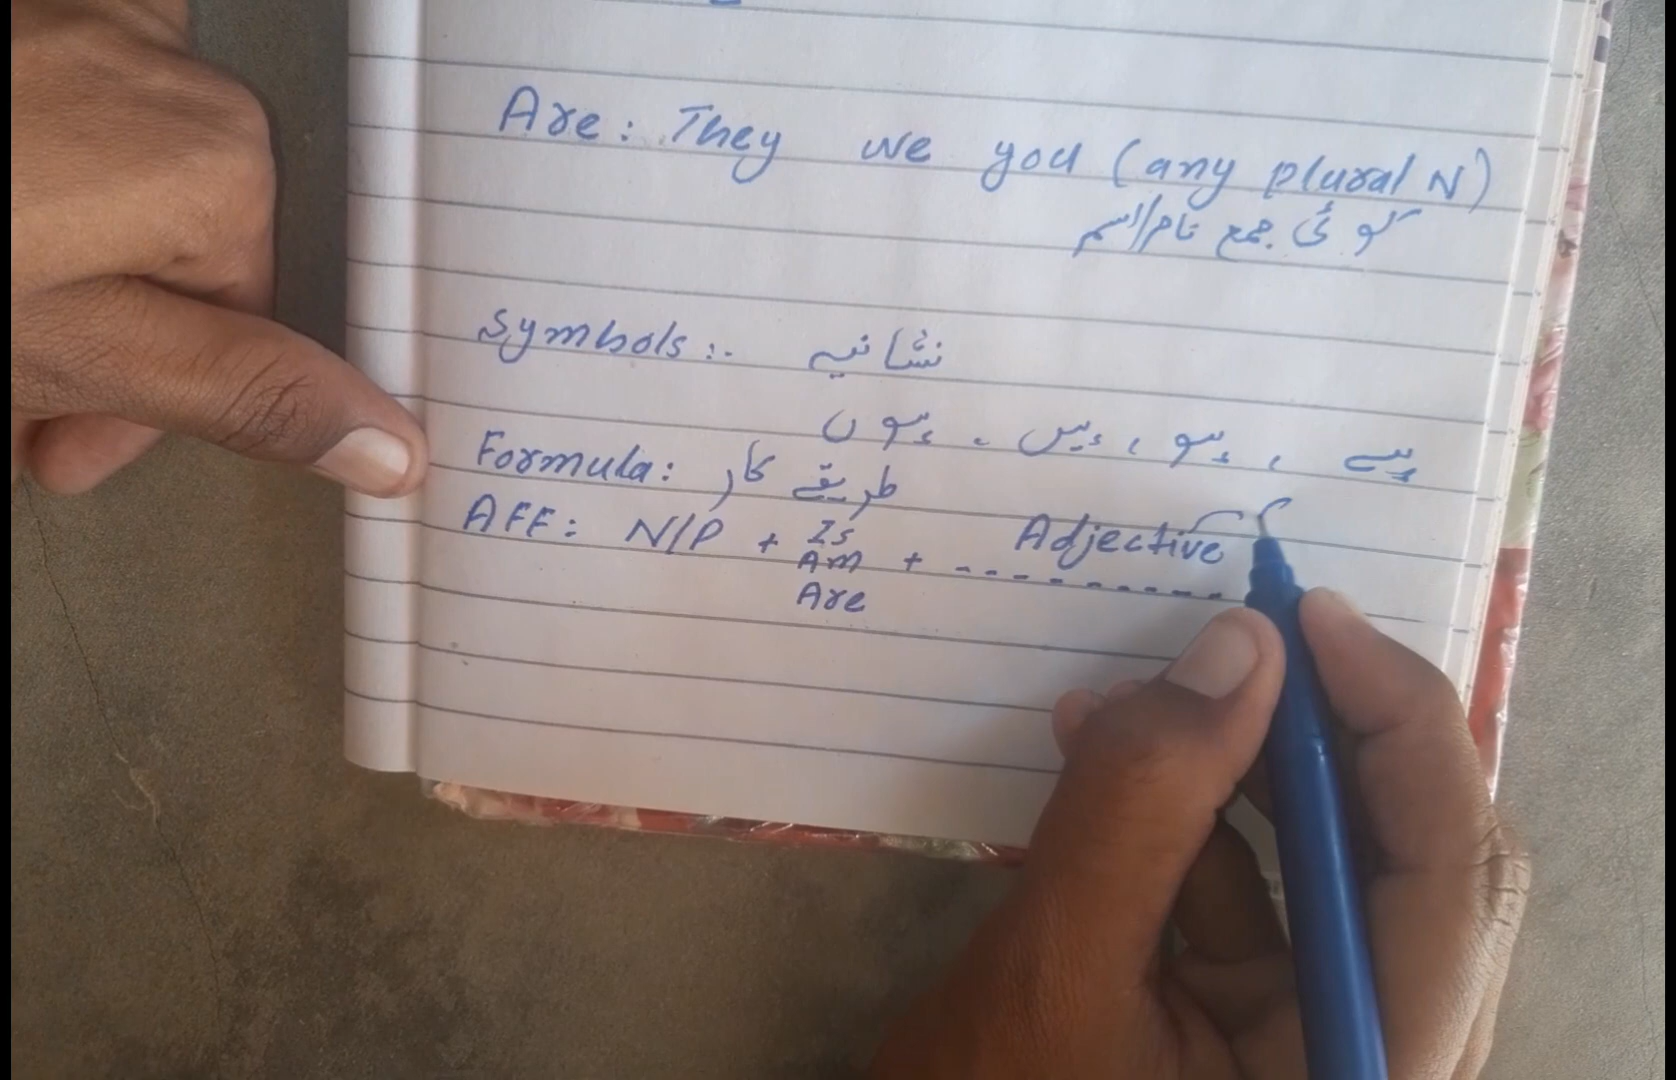 Are: They we you (any plural N)
کوئی جمع نام/اسم
Symbols:- نشانیہ
ہے ، ہو ، ہیں ، ہوں
Formula: طریقے کار
AFF: N/P + Is Am Are + Adjective ---------